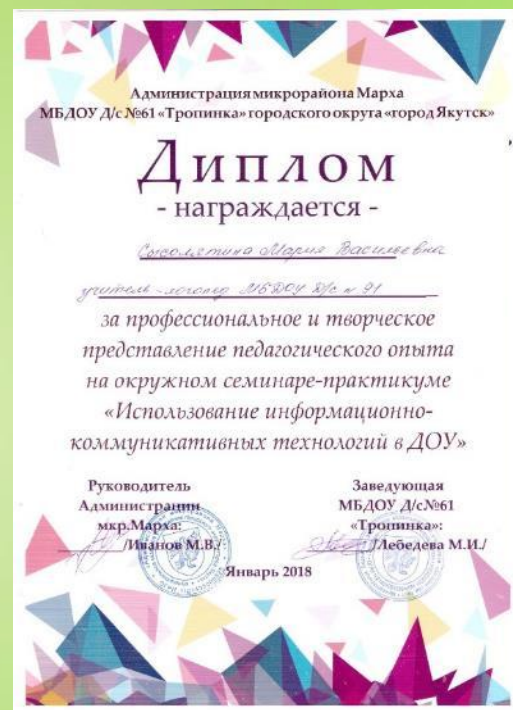 Администрация микрорайона Марха
МБДОУ Д/с №61 «Тропинка» городского округа «город Якутск»
Диплом
- награждается -
Сысолятина Мария Васильевна
учитель-логопед МБДОУ Д/с № 91
за профессиональное и творческое
представление педагогического опыта
на окружном семинаре-практикуме
«Использование информационно-
коммуникативных технологий в ДОУ»
Руководитель
Администрации
мкр.Марха:
/Иванов М.В./
Заведующая
МБДОУ Д/с№61
«Тропинка»:
/Лебедева М.И./
Январь 2018